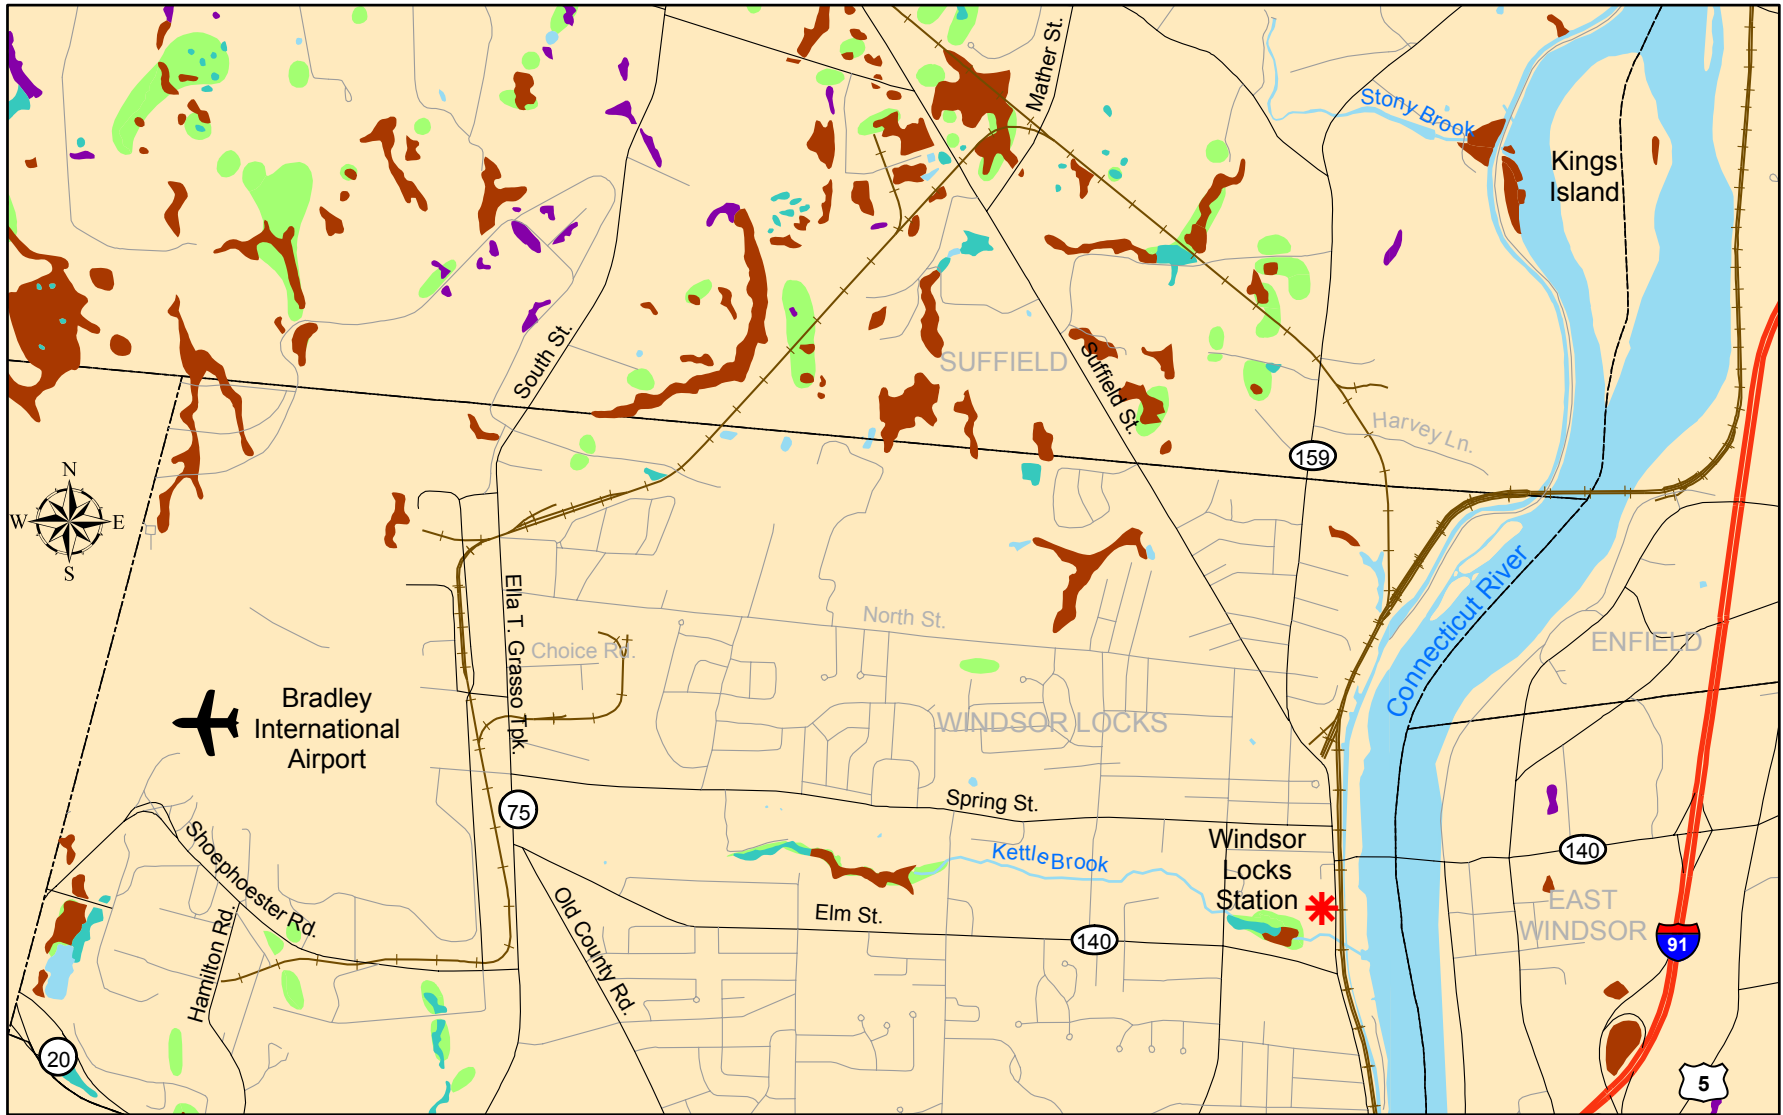 Mather St.
Stony Brook
Kings
Island
South St.
SUFFIELD
Suffield St.
Harvey Ln.
159
N
W
E
S
Connecticut River
Ella T. Grasso Tpk.
North St.
Choice Rd.
ENFIELD
Bradley
International
Airport
WINDSOR LOCKS
75
Spring St.
Shoephoester Rd.
Windsor
Locks
Station
Kettle Brook
140
Old County Rd.
Elm St.
140
EAST
WINDSOR
91
Hamilton Rd.
20
5